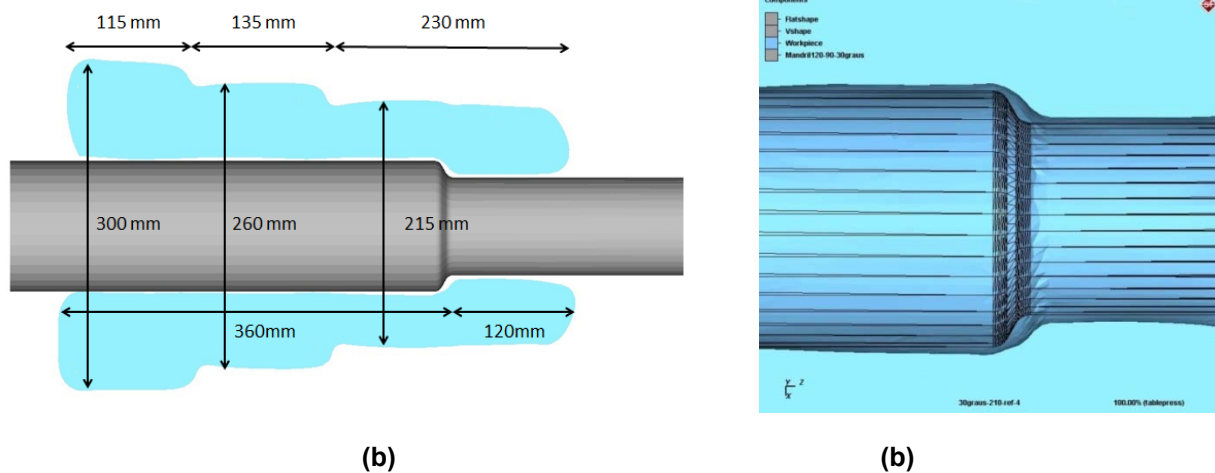 115 mm
135 mm
230 mm
300 mm
260 mm
215 mm
360mm
120mm
(b)
Components
Flatshape
Vshape
Workpiece
Mandril120-90-30graus
Y
Z
X
30graus-210-ref-4
100.00% (tablepress)
(b)